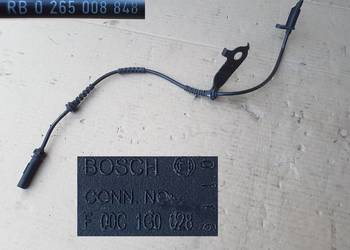 RB 0 265 008 848
BOSCH
CONN. NO.
F 00C 1G0 028